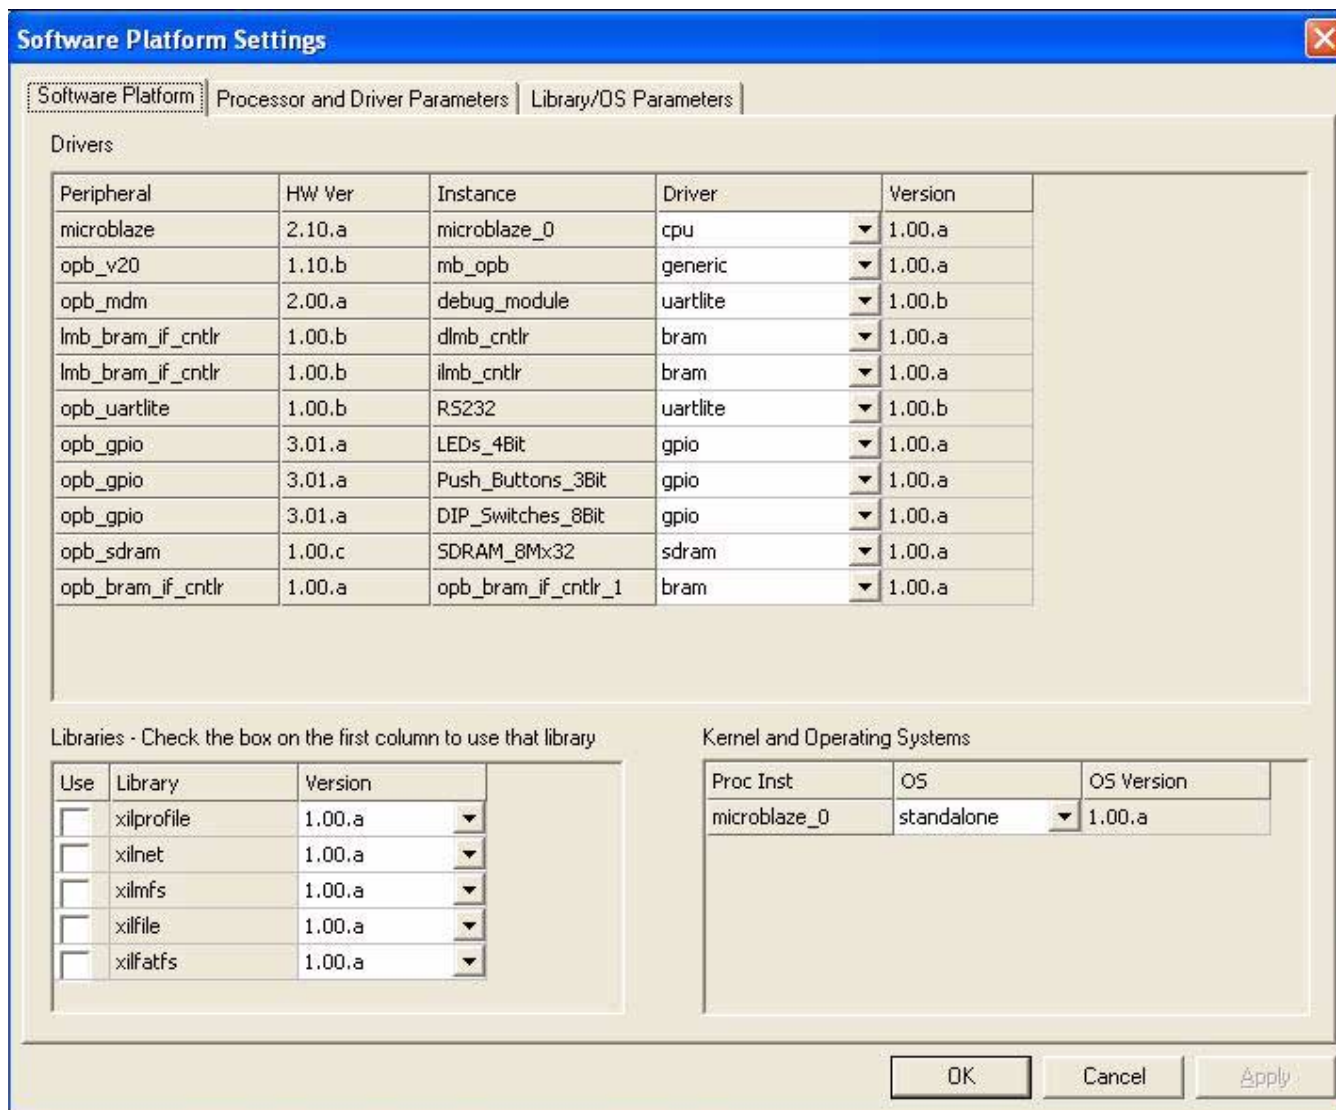 Software Platform Settings
Software Platform Processor and Driver Parameters Library/OS Parameters
Drivers
Peripheral HW Ver Instance Driver Version
microblaze 2.10.a microblaze_0 cpu 1.00.a
opb_v20 1.10.b mb_opb generic 1.00.a
opb_mdm 2.00.a debug_module uartlite 1.00.b
lmb_bram_if_cntlr 1.00.b dlmb_cntlr bram 1.00.a
lmb_bram_if_cntlr 1.00.b ilmb_cntlr bram 1.00.a
opb_uartlite 1.00.b RS232 uartlite 1.00.b
opb_gpio 3.01.a LEDs_4Bit gpio 1.00.a
opb_gpio 3.01.a Push_Buttons_3Bit gpio 1.00.a
opb_gpio 3.01.a DIP_Switches_8Bit gpio 1.00.a
opb_sdram 1.00.c SDRAM_8Mx32 sdram 1.00.a
opb_bram_if_cntlr 1.00.a opb_bram_if_cntlr_1 bram 1.00.a
Libraries - Check the box on the first column to use that library
Use Library Version
xilprofile 1.00.a
xilnet 1.00.a
xilmfs 1.00.a
xilfile 1.00.a
xilfatfs 1.00.a
Kernel and Operating Systems
Proc Inst OS OS Version
microblaze_0 standalone 1.00.a
OK Cancel Apply